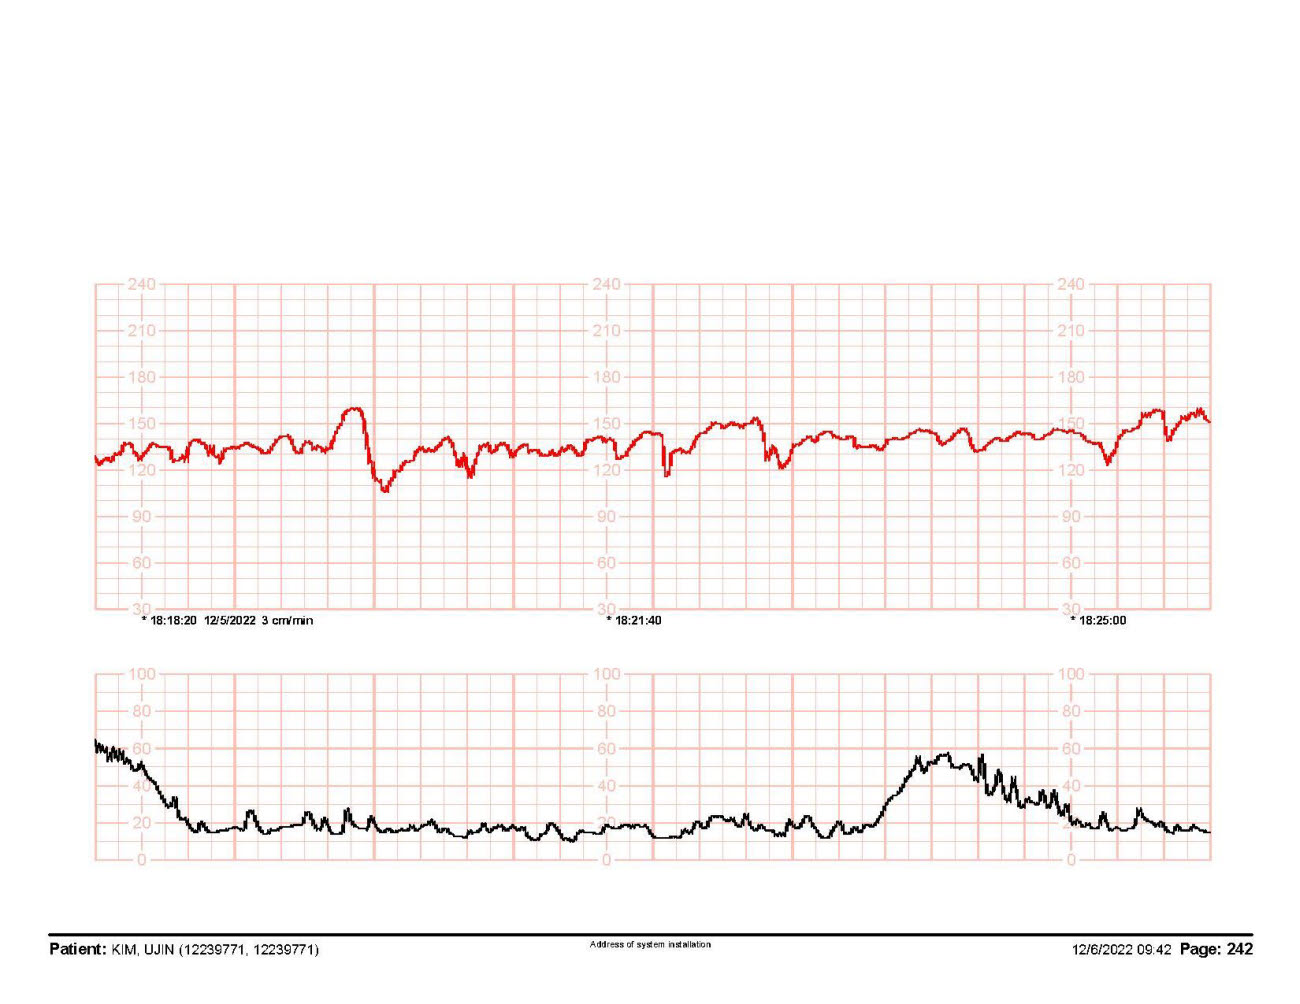 240 240 240
210 210 210
180 180 180
150 150 150
120 120 120
90 90 90
60 60 60
30 30 30
* 18:18:20 12/5/2022 3 cm/min * 18:21:40 * 18:25:00
100 100 100
80 80 80
60 60 60
40 40 40
20 20 20
0 0 0
Patient: KIM, UJIN (12239771, 12239771) Address of system installation 12/6/2022 09:42 Page: 242